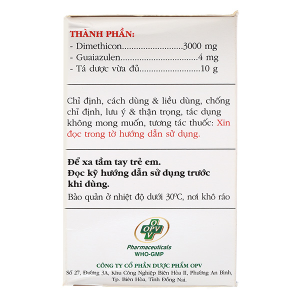 THÀNH PHẦN:
- Dimethicon 3000 mg
- Guaiazulen 4 mg
- Tá dược vừa đủ 10 g
Chỉ định, cách dùng & liều dùng, chống
chỉ định, lưu ý & thận trọng, tác dụng
không mong muốn, tương tác thuốc: Xin
đọc trong tờ hướng dẫn sử dụng.
Để xa tầm tay trẻ em.
Đọc kỹ hướng dẫn sử dụng trước
khi dùng.
Bảo quản ở nhiệt độ dưới 30°C, nơi khô ráo
OPV
Pharmaceuticals
WHO-GMP
CÔNG TY CỔ PHẦN DƯỢC PHẨM OPV
Số 27, Đường 3A, Khu Công Nghiệp Biên Hòa II, Phường An Bình,
Tp. Biên Hòa, Tỉnh Đồng Nai